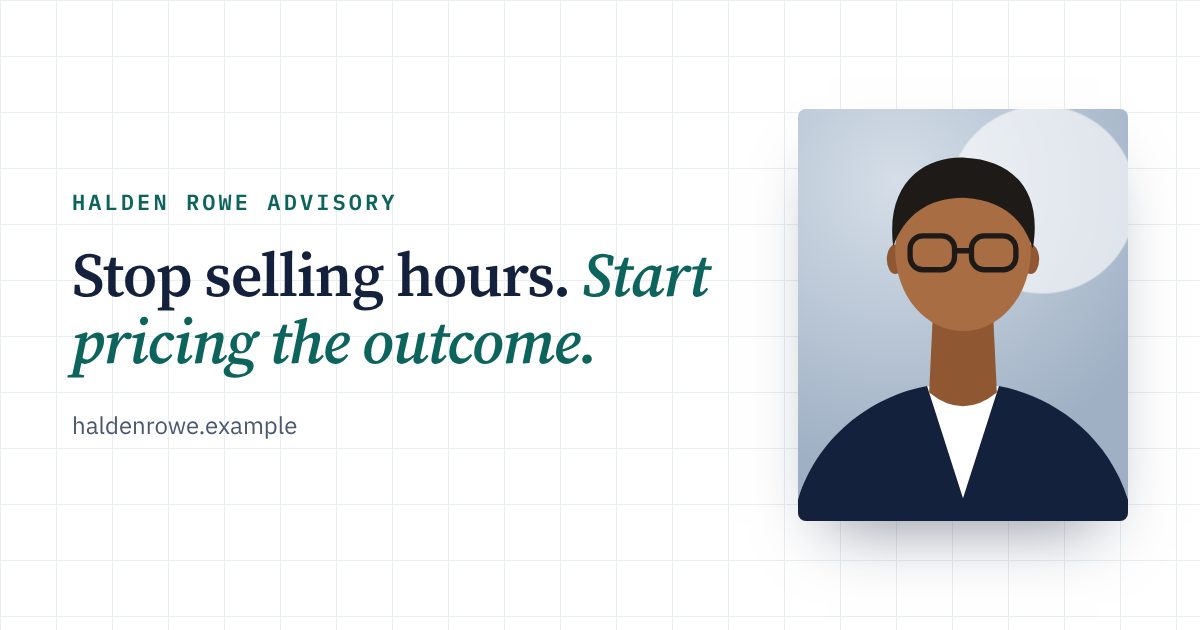 HALDEN ROWE ADVISORY
Stop selling hours. Start
pricing the outcome.
haldenrowe.example